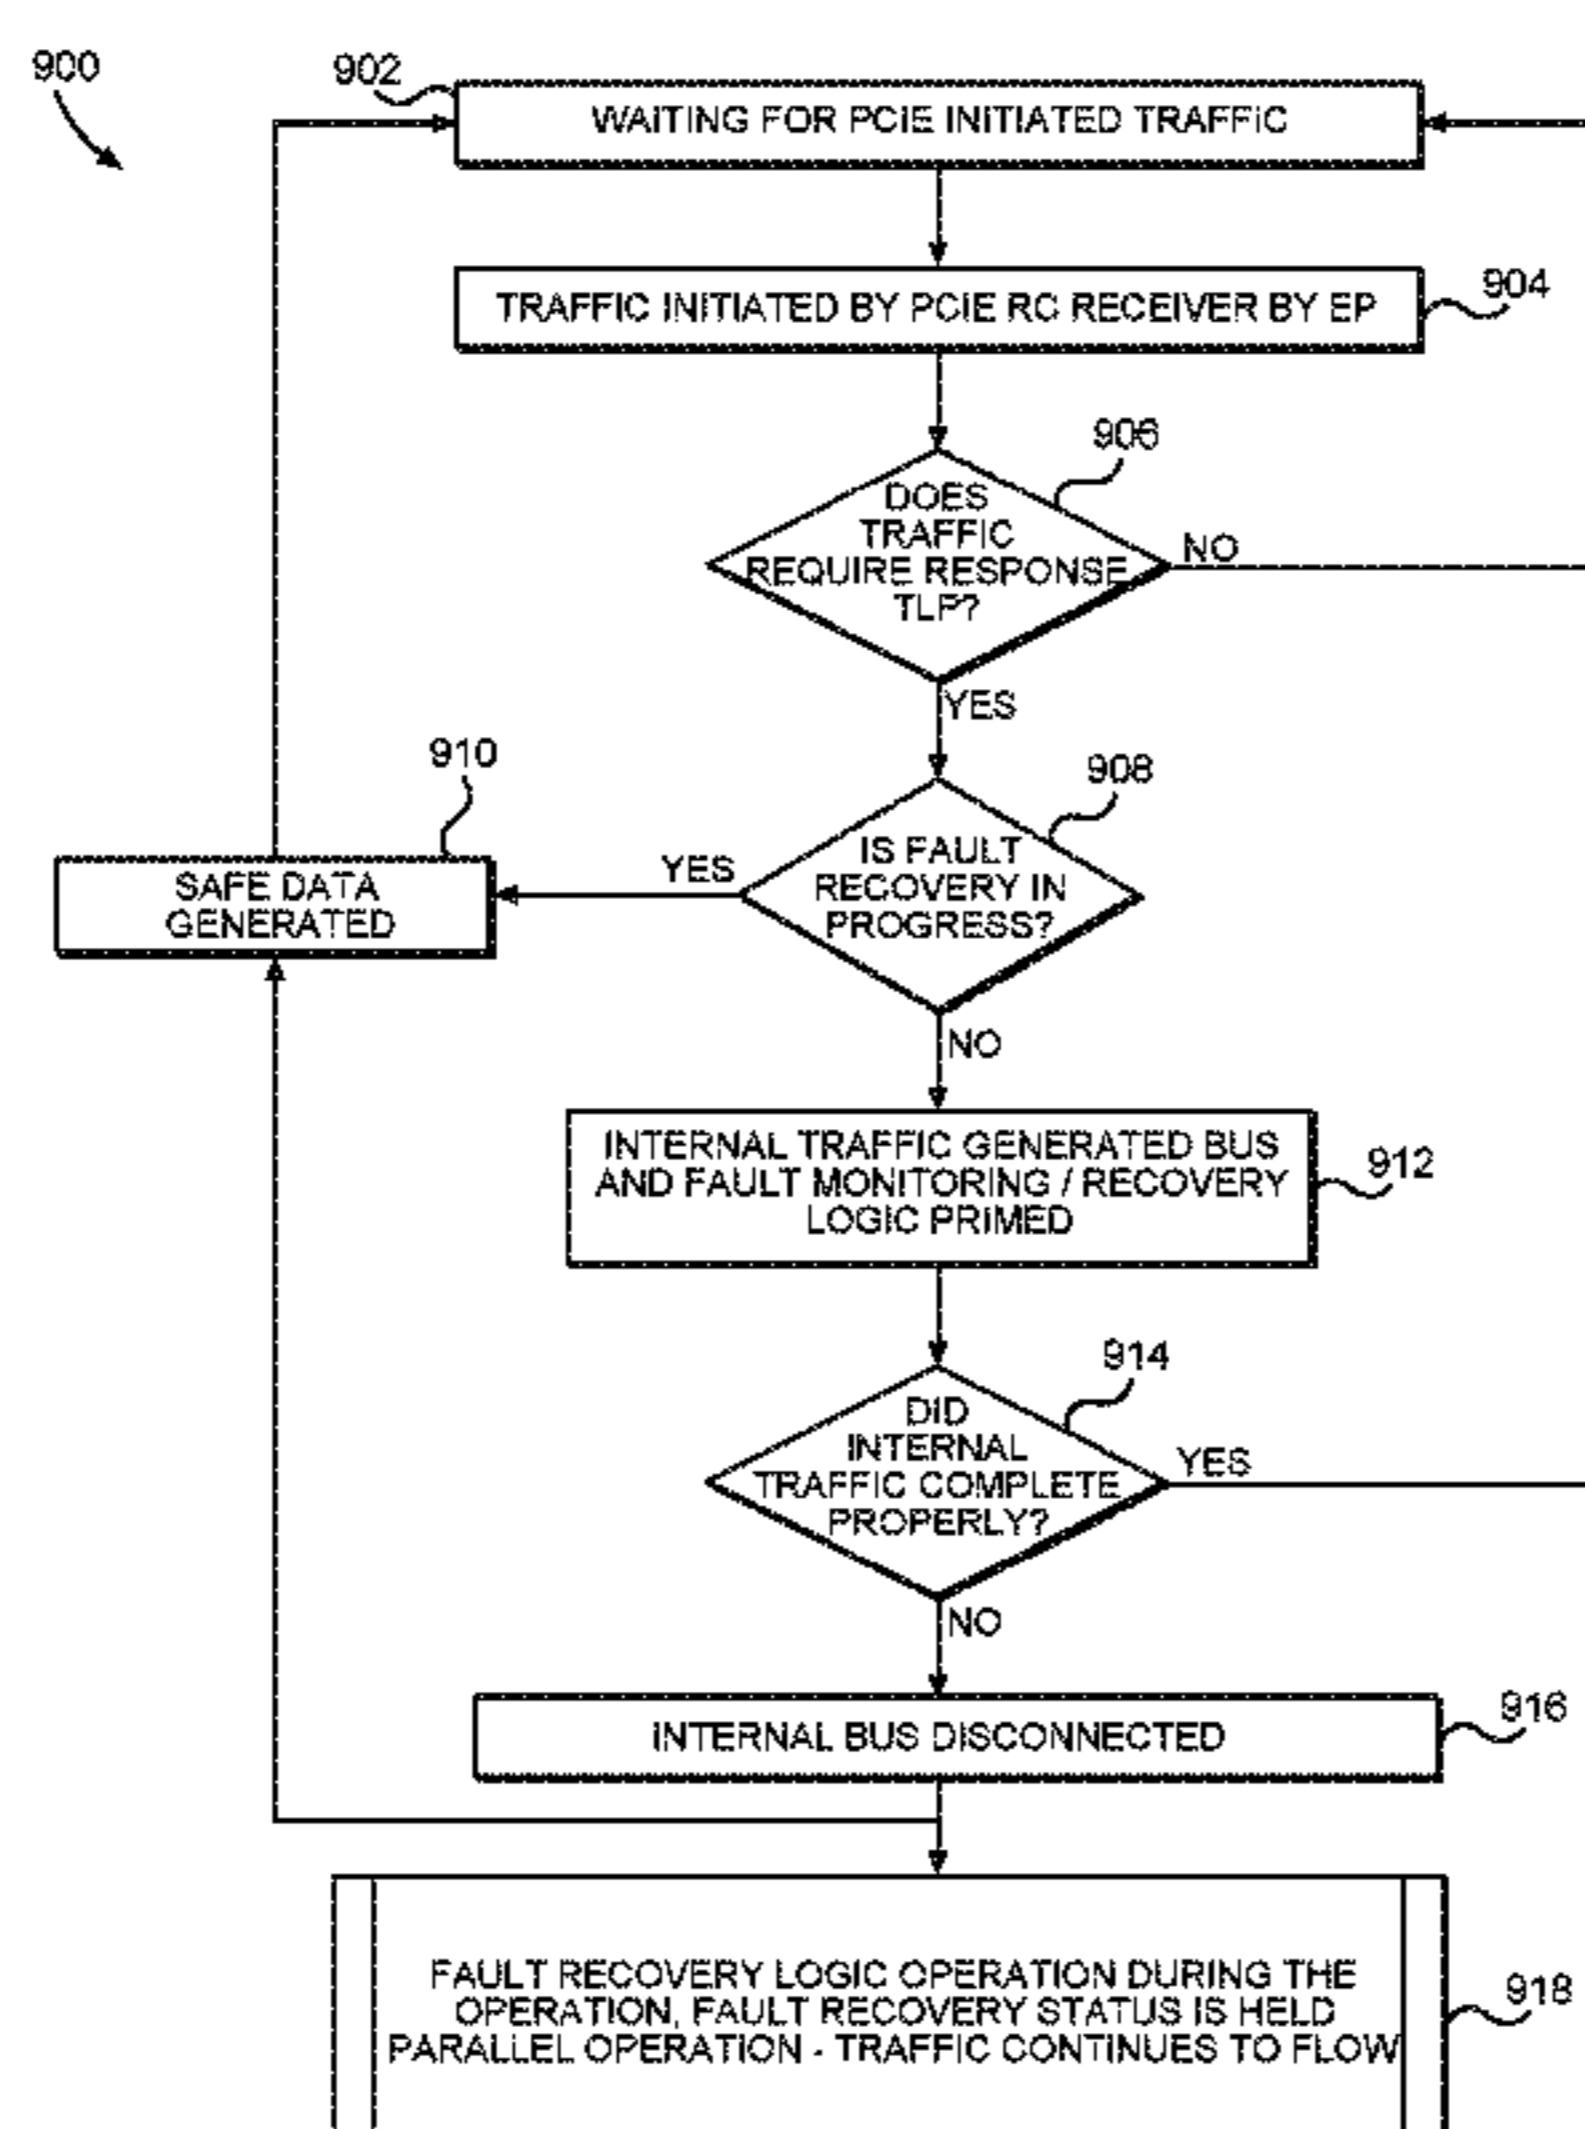 900
902
WAITING FOR PCIE INITIATED TRAFFIC
904
TRAFFIC INITIATED BY PCIE RC RECEIVER BY EP
906
DOES
TRAFFIC
REQUIRE RESPONSE
TLP?
NO
YES
908
IS FAULT
RECOVERY IN
PROGRESS?
YES
910
SAFE DATA
GENERATED
NO
912
INTERNAL TRAFFIC GENERATED BUS
AND FAULT MONITORING / RECOVERY
LOGIC PRIMED
914
DID
INTERNAL
TRAFFIC COMPLETE
PROPERLY?
YES
NO
916
INTERNAL BUS DISCONNECTED
918
FAULT RECOVERY LOGIC OPERATION DURING THE
OPERATION, FAULT RECOVERY STATUS IS HELD
PARALLEL OPERATION - TRAFFIC CONTINUES TO FLOW